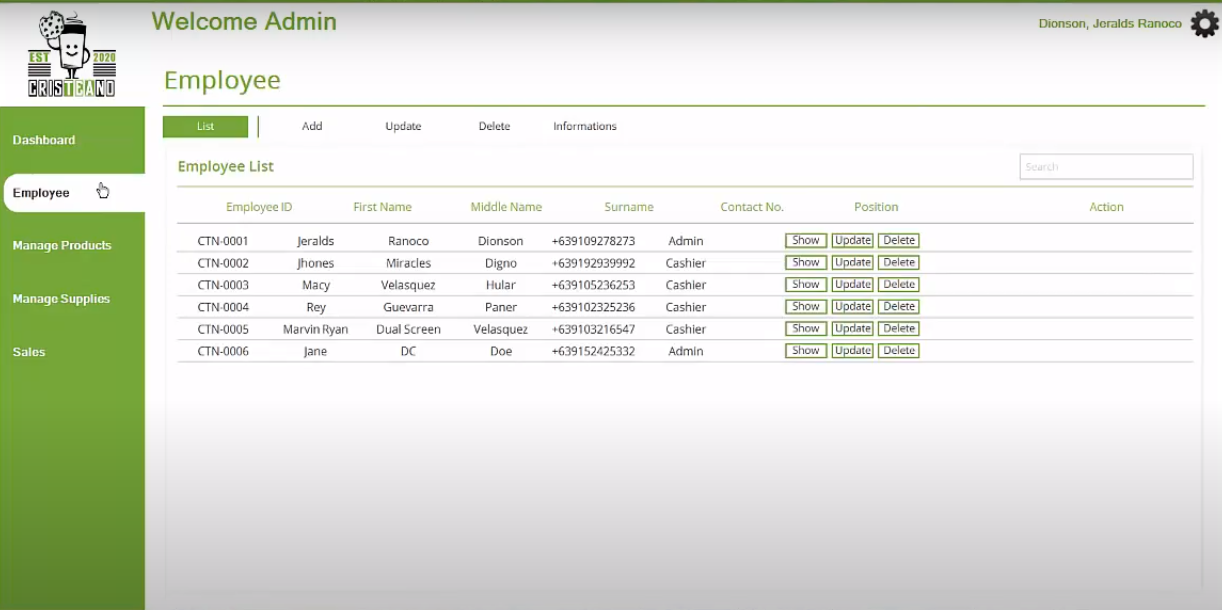 Welcome Admin
Dionson, Jeralds Ranoco
EST 2020
CRISTEANO
Employee
Dashboard
Employee
Manage Products
Manage Supplies
Sales
List Add Update Delete Informations
Employee List
Search
Employee ID First Name Middle Name Surname Contact No. Position Action
CTN-0001 Jeralds Ranoco Dionson +639109278273 Admin Show Update Delete
CTN-0002 Jhones Miracles Digno +639192939992 Cashier Show Update Delete
CTN-0003 Macy Velasquez Hular +639105236253 Cashier Show Update Delete
CTN-0004 Rey Guevarra Paner +639102325236 Cashier Show Update Delete
CTN-0005 Marvin Ryan Dual Screen Velasquez +639103216547 Cashier Show Update Delete
CTN-0006 Jane DC Doe +639152425332 Admin Show Update Delete